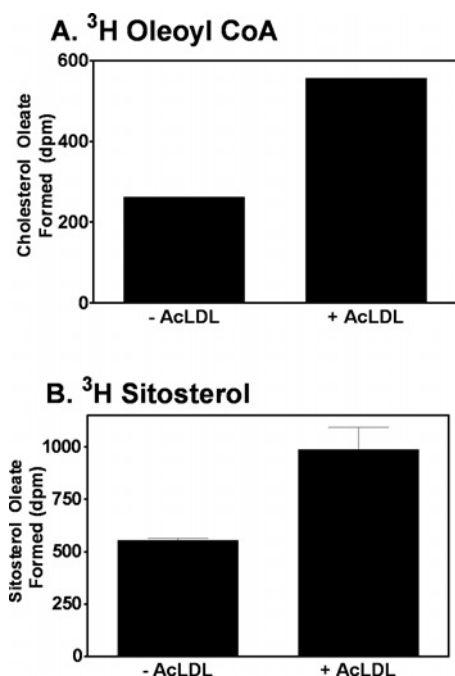 A. ³H Oleoyl CoA
Cholesterol Oleate
Formed (dpm)
600
400
200
0
- AcLDL + AcLDL
B. ³H Sitosterol
Sitosterol Oleate
Formed (dpm)
1000
750
500
250
0
- AcLDL + AcLDL